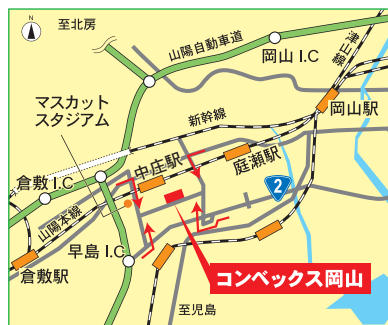 N
至北房
山陽自動車道
岡山 I.C
津山線
マスカット
スタジアム
新幹線
岡山駅
中庄駅
庭瀬駅
倉敷 I.C
2
山陽本線
早島 I.C
倉敷駅
コンベックス岡山
至児島